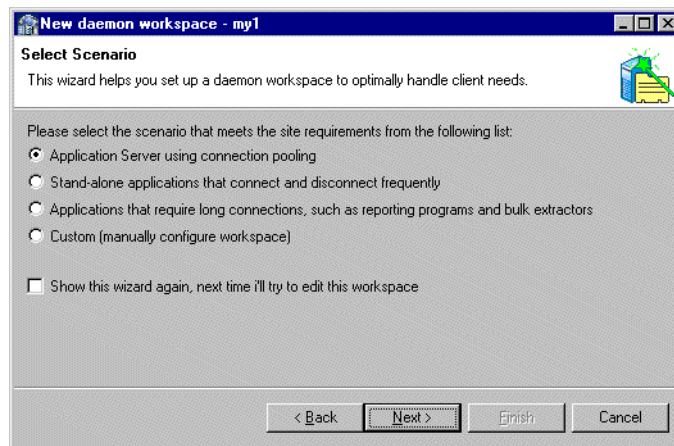 New daemon workspace - my1
Select Scenario
This wizard helps you set up a daemon workspace to optimally handle client needs.
Please select the scenario that meets the site requirements from the following list:
Application Server using connection pooling
Stand-alone applications that connect and disconnect frequently
Applications that require long connections, such as reporting programs and bulk extractors
Custom (manually configure workspace)
Show this wizard again, next time i'll try to edit this workspace
< Back Next > Finish Cancel